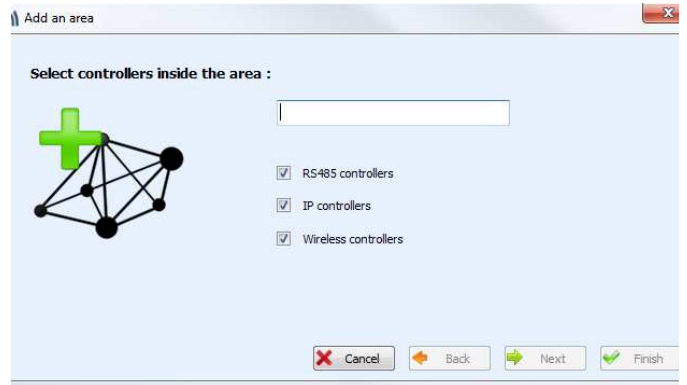 Add an area
Select controllers inside the area :
RS485 controllers
IP controllers
Wireless controllers
Cancel Back Next Finish